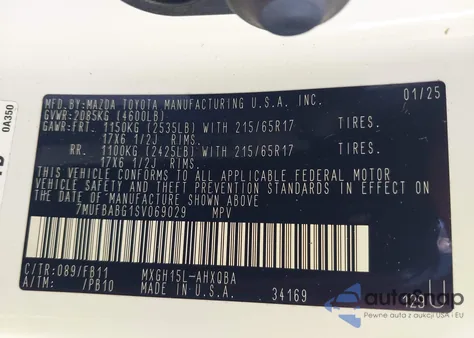 MFD.BY:MAZDA TOYOTA MANUFACTURING U.S.A. INC. 01/25
GVWR:2085KG (4600LB)
GAWR:FRT. 1150KG (2535LB) WITH 215/65R17 TIRES.
17X6 1/2J RIMS.
RR. 1100KG (2425LB) WITH 215/65R17 TIRES.
17X6 1/2J RIMS.
THIS VEHICLE CONFORMS TO ALL APPLICABLE FEDERAL MOTOR
VEHICLE SAFETY AND THEFT PREVENTION STANDARDS IN EFFECT ON
THE DATE OF MANUFACTURE SHOWN ABOVE.
7MUFBABG1SV069029 MPV
C/TR:089/FB11 MXGH15L-AHXQBA
A/TM: /PB10 MADE IN U.S.A. 34169 129U
0A350
autoSnap
Pewne auta z aukcji USA i EU